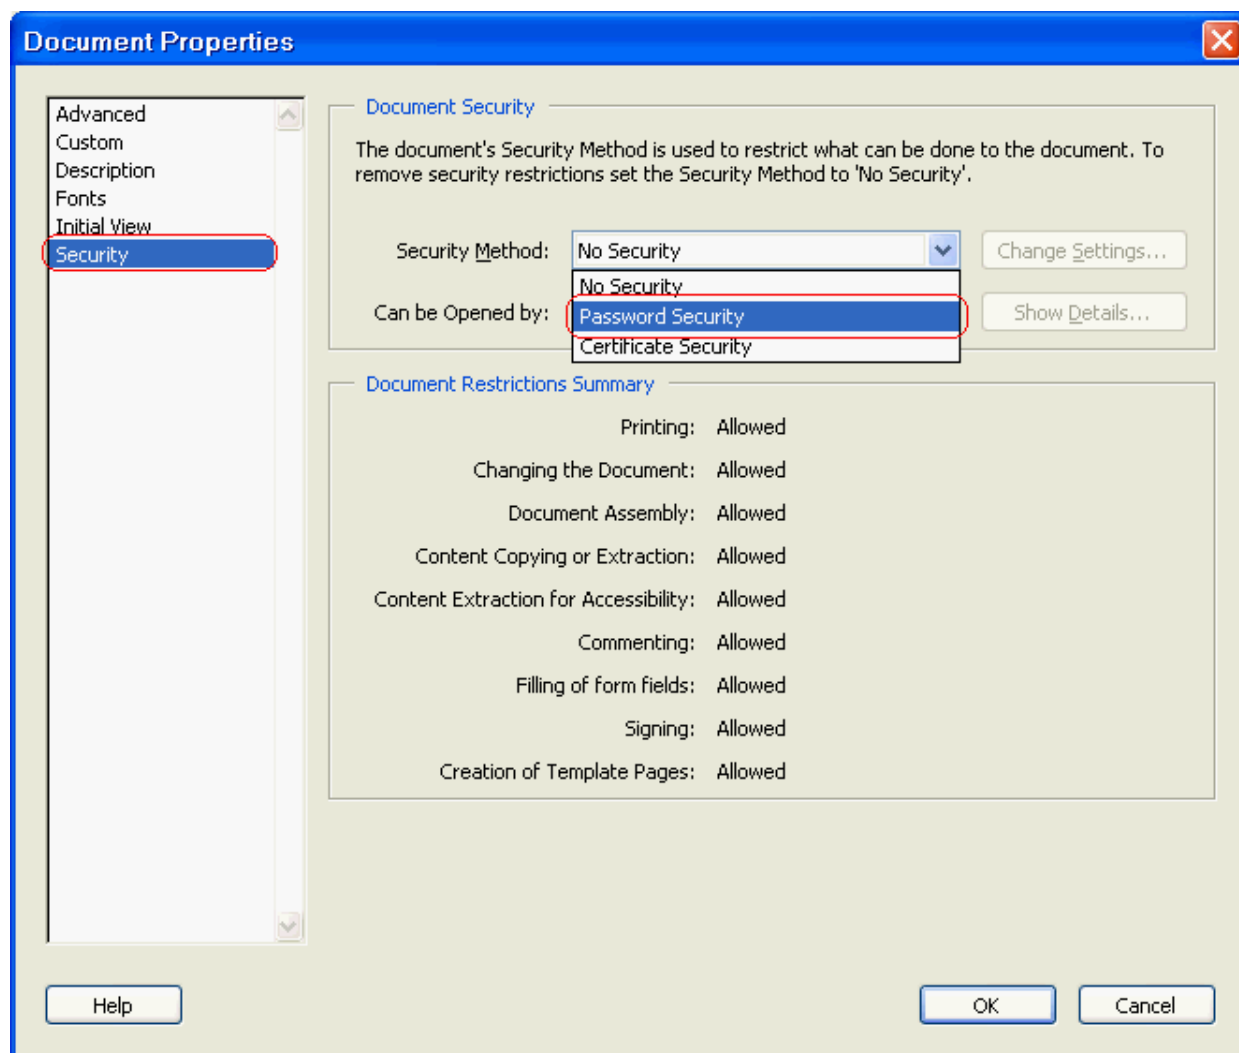 Document Properties
Advanced
Custom
Description
Fonts
Initial View
Security
Document Security
The document's Security Method is used to restrict what can be done to the document. To
remove security restrictions set the Security Method to 'No Security'.
Security Method: No Security Change Settings...
No Security
Can be Opened by: Password Security Show Details...
Certificate Security
Document Restrictions Summary
Printing: Allowed
Changing the Document: Allowed
Document Assembly: Allowed
Content Copying or Extraction: Allowed
Content Extraction for Accessibility: Allowed
Commenting: Allowed
Filling of form fields: Allowed
Signing: Allowed
Creation of Template Pages: Allowed
Help OK Cancel